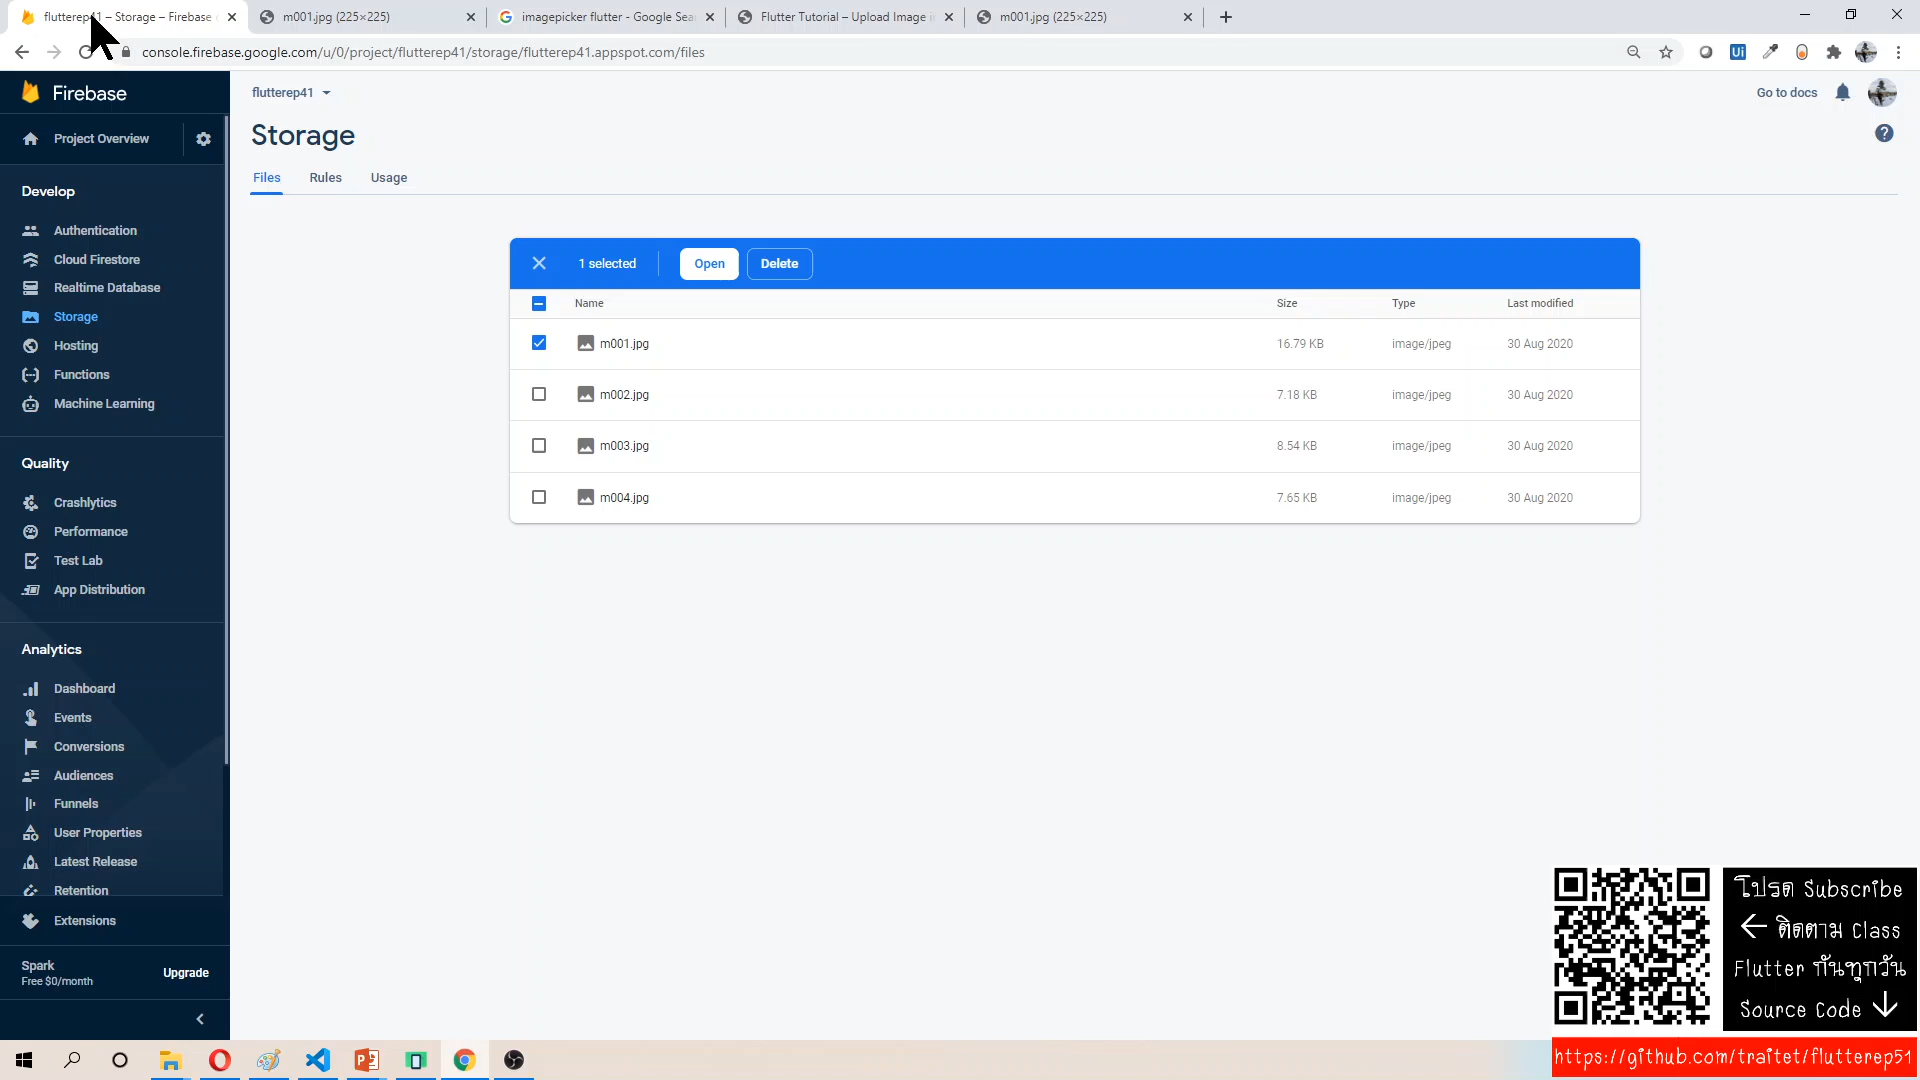 flutterep41 – Storage – Firebase
m001.jpg (225×225)
imagepicker flutter - Google Sea
Flutter Tutorial – Upload Image i
m001.jpg (225×225)
console.firebase.google.com/u/0/project/flutterep41/storage/flutterep41.appspot.com/files
Ui
Firebase
Project Overview
Develop
Authentication
Cloud Firestore
Realtime Database
Storage
Hosting
Functions
Machine Learning
Quality
Crashlytics
Performance
Test Lab
App Distribution
Analytics
Dashboard
Events
Conversions
Audiences
Funnels
User Properties
Latest Release
Retention
Extensions
Spark
Free $0/month
Upgrade
flutterep41
Go to docs
Storage
Files Rules Usage
1 selected Open Delete
Name Size Type Last modified
m001.jpg 16.79 KB image/jpeg 30 Aug 2020
m002.jpg 7.18 KB image/jpeg 30 Aug 2020
m003.jpg 8.54 KB image/jpeg 30 Aug 2020
m004.jpg 7.65 KB image/jpeg 30 Aug 2020
โปรด Subscribe
← ติดตาม Class
Flutter กันทุกวัน
Source Code ↓
https://github.com/traitet/flutterep51